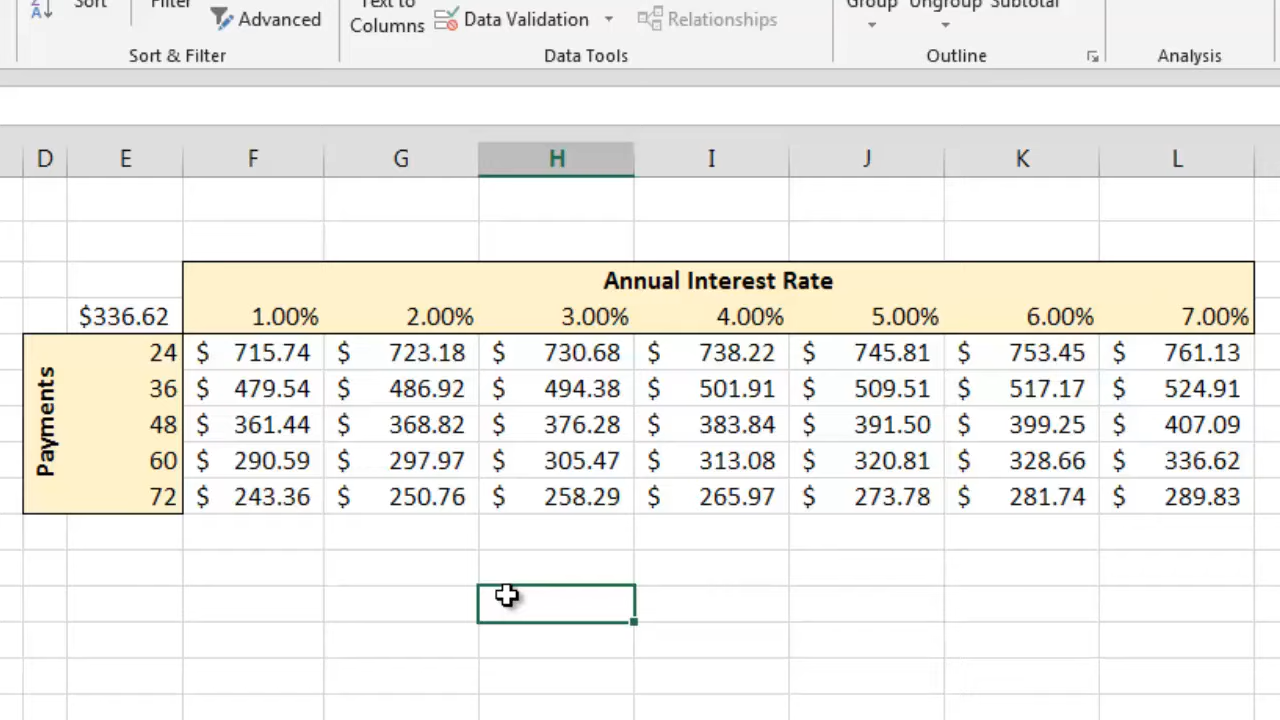 Sort Filter Text to Group Ungroup Subtotal
Advanced Columns Data Validation Relationships
Sort & Filter Data Tools Outline Analysis
D E F G H I J K L
Annual Interest Rate
$336.62 1.00% 2.00% 3.00% 4.00% 5.00% 6.00% 7.00%
Payments
24 $ 715.74 $ 723.18 $ 730.68 $ 738.22 $ 745.81 $ 753.45 $ 761.13
36 $ 479.54 $ 486.92 $ 494.38 $ 501.91 $ 509.51 $ 517.17 $ 524.91
48 $ 361.44 $ 368.82 $ 376.28 $ 383.84 $ 391.50 $ 399.25 $ 407.09
60 $ 290.59 $ 297.97 $ 305.47 $ 313.08 $ 320.81 $ 328.66 $ 336.62
72 $ 243.36 $ 250.76 $ 258.29 $ 265.97 $ 273.78 $ 281.74 $ 289.83